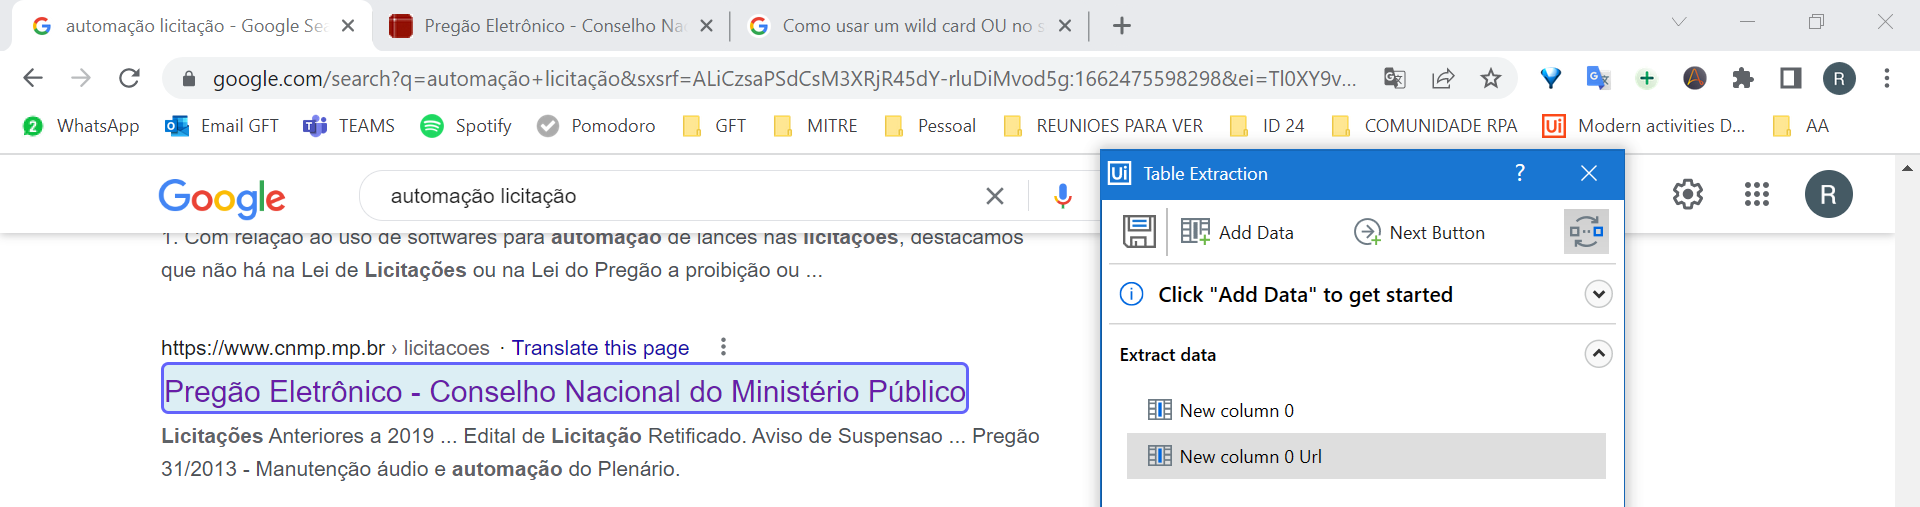 automação licitação - Google Sea
Pregão Eletrônico - Conselho Na
Como usar um wild card OU no s
google.com/search?q=automação+licitação&sxsrf=ALiCzsaPSdCsM3XRjR45dY-rluDiMvod5g:1662475598298&ei=Tl0XY9v...
R
2 WhatsApp
Email GFT
TEAMS
Spotify
Pomodoro
GFT
MITRE
Pessoal
REUNIOES PARA VER
ID 24
COMUNIDADE RPA
Ui Modern activities D...
AA
Google
automação licitação
R
1. Com relação ao uso de softwares para automação de lances nas licitações, destacamos
que não há na Lei de Licitações ou na Lei do Pregão a proibição ou ...
https://www.cnmp.mp.br › licitacoes · Translate this page
Pregão Eletrônico - Conselho Nacional do Ministério Público
Licitações Anteriores a 2019 ... Edital de Licitação Retificado. Aviso de Suspensao ... Pregão
31/2013 - Manutenção áudio e automação do Plenário.
Ui Table Extraction ?
Add Data
Next Button
Click "Add Data" to get started
Extract data
New column 0
New column 0 Url